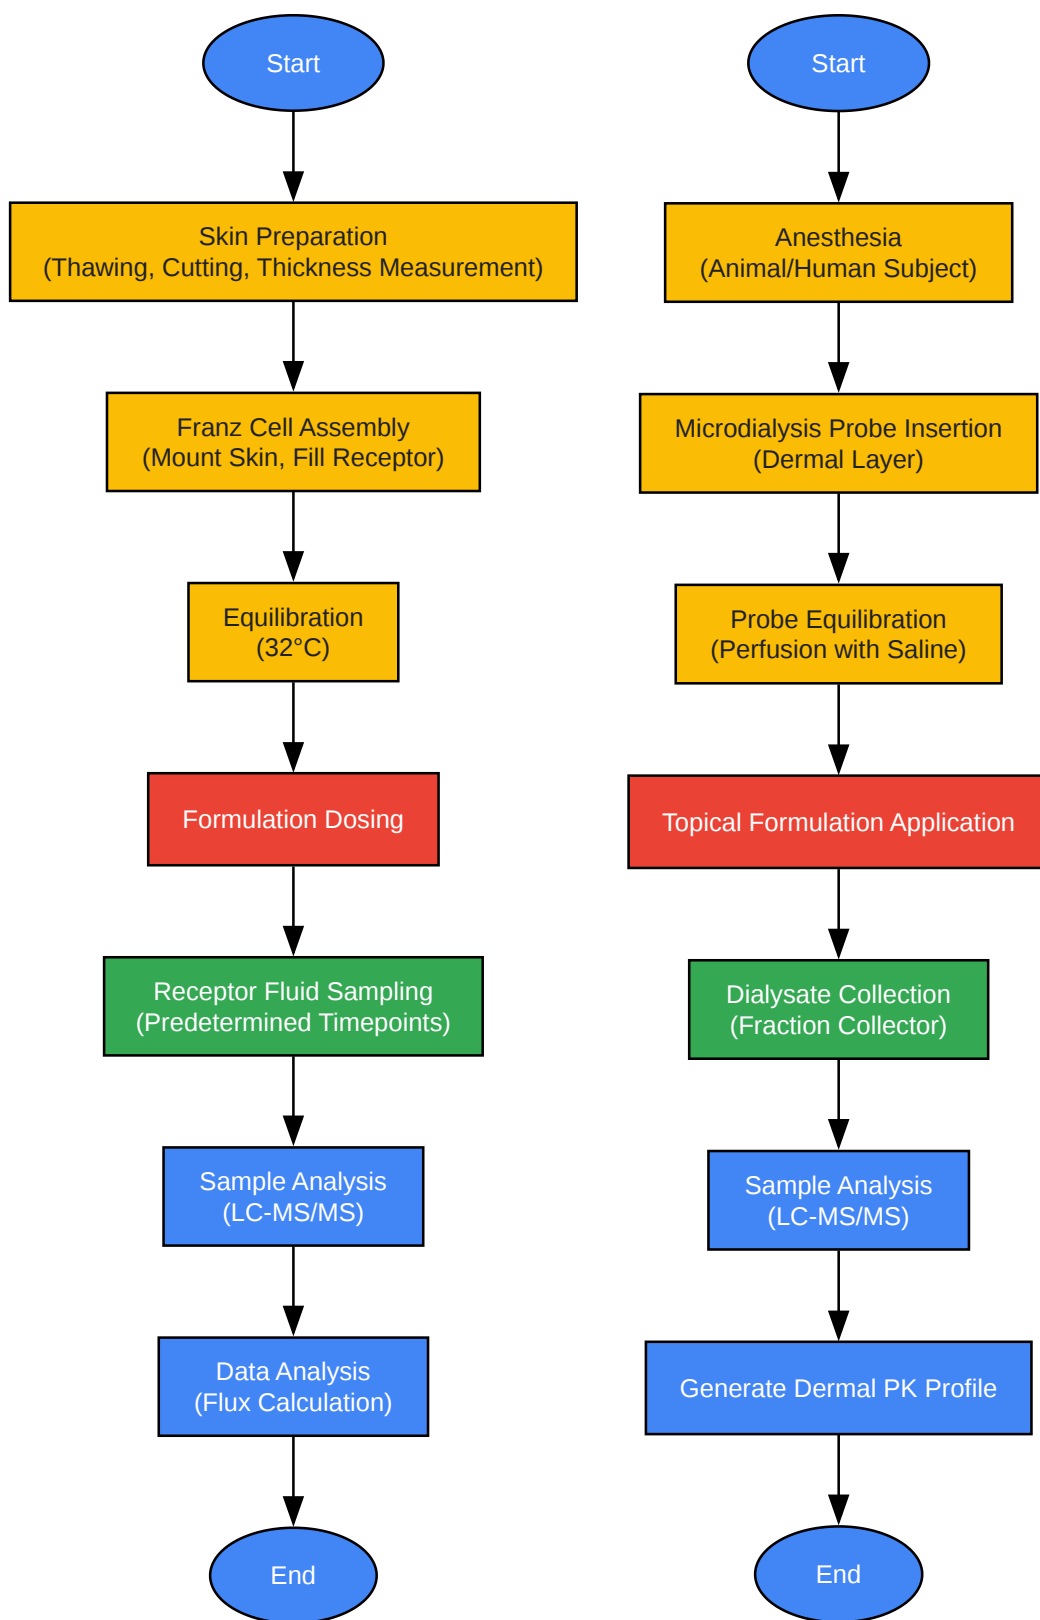 Start
Skin Preparation
(Thawing, Cutting, Thickness Measurement)
Franz Cell Assembly
(Mount Skin, Fill Receptor)
Equilibration
(32°C)
Formulation Dosing
Receptor Fluid Sampling
(Predetermined Timepoints)
Sample Analysis
(LC-MS/MS)
Data Analysis
(Flux Calculation)
End
Start
Anesthesia
(Animal/Human Subject)
Microdialysis Probe Insertion
(Dermal Layer)
Probe Equilibration
(Perfusion with Saline)
Topical Formulation Application
Dialysate Collection
(Fraction Collector)
Sample Analysis
(LC-MS/MS)
Generate Dermal PK Profile
End